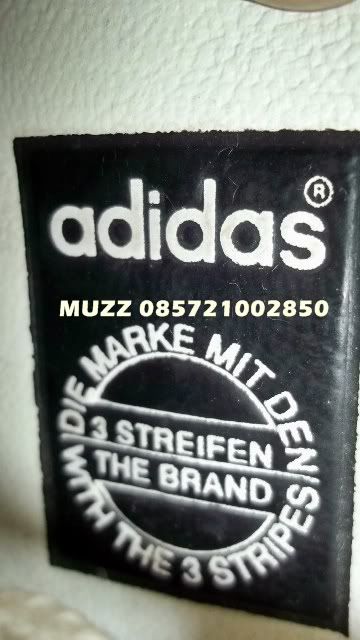 adidas®
MUZZ 085721002850
DIE MARKE MIT DEN
3 STREIFEN
THE BRAND
WITH THE 3 STRIPES